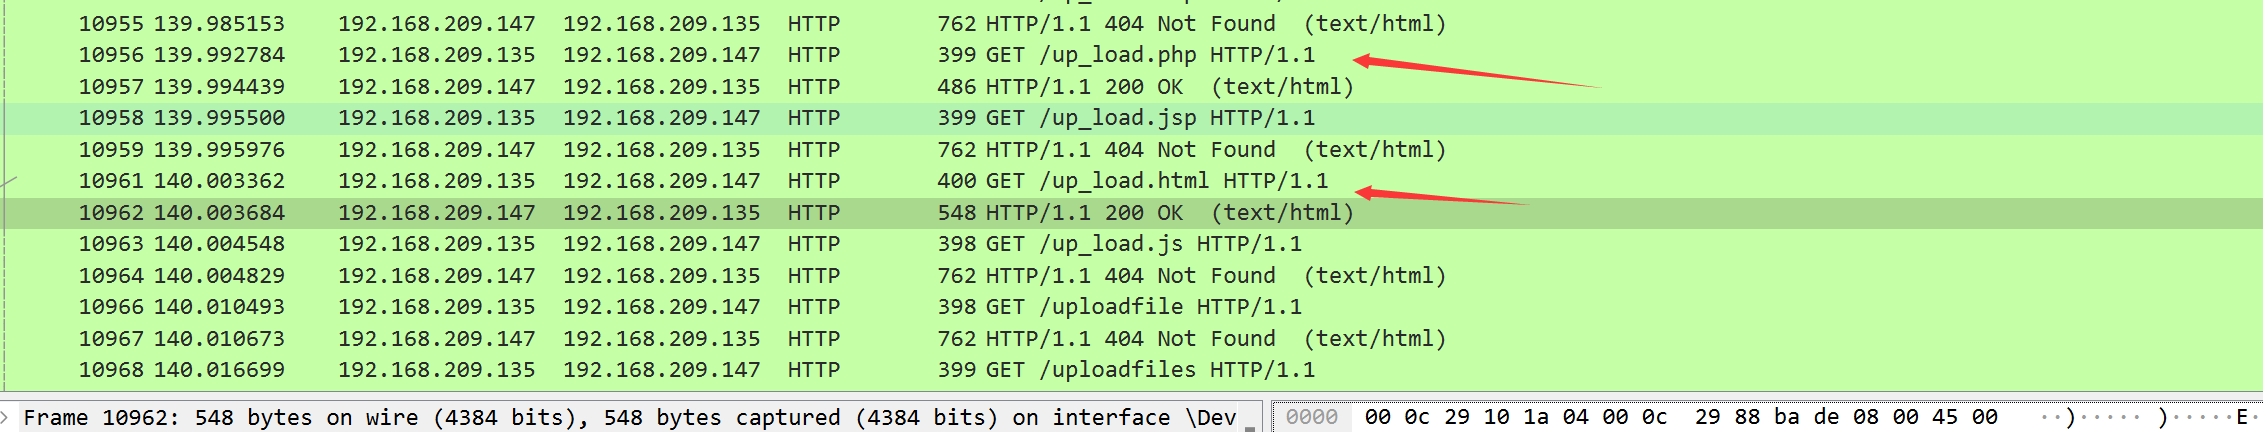 10955 139.985153 192.168.209.147 192.168.209.135 HTTP 762 HTTP/1.1 404 Not Found (text/html)
10956 139.992784 192.168.209.135 192.168.209.147 HTTP 399 GET /up_load.php HTTP/1.1
10957 139.994439 192.168.209.147 192.168.209.135 HTTP 486 HTTP/1.1 200 OK (text/html)
10958 139.995500 192.168.209.135 192.168.209.147 HTTP 399 GET /up_load.jsp HTTP/1.1
10959 139.995976 192.168.209.147 192.168.209.135 HTTP 762 HTTP/1.1 404 Not Found (text/html)
10961 140.003362 192.168.209.135 192.168.209.147 HTTP 400 GET /up_load.html HTTP/1.1
10962 140.003684 192.168.209.147 192.168.209.135 HTTP 548 HTTP/1.1 200 OK (text/html)
10963 140.004548 192.168.209.135 192.168.209.147 HTTP 398 GET /up_load.js HTTP/1.1
10964 140.004829 192.168.209.147 192.168.209.135 HTTP 762 HTTP/1.1 404 Not Found (text/html)
10966 140.010493 192.168.209.135 192.168.209.147 HTTP 398 GET /uploadfile HTTP/1.1
10967 140.010673 192.168.209.147 192.168.209.135 HTTP 762 HTTP/1.1 404 Not Found (text/html)
10968 140.016699 192.168.209.135 192.168.209.147 HTTP 399 GET /uploadfiles HTTP/1.1
Frame 10962: 548 bytes on wire (4384 bits), 548 bytes captured (4384 bits) on interface \Dev
0000 00 0c 29 10 1a 04 00 0c 29 88 ba de 08 00 45 00 ··)····· )·····E·